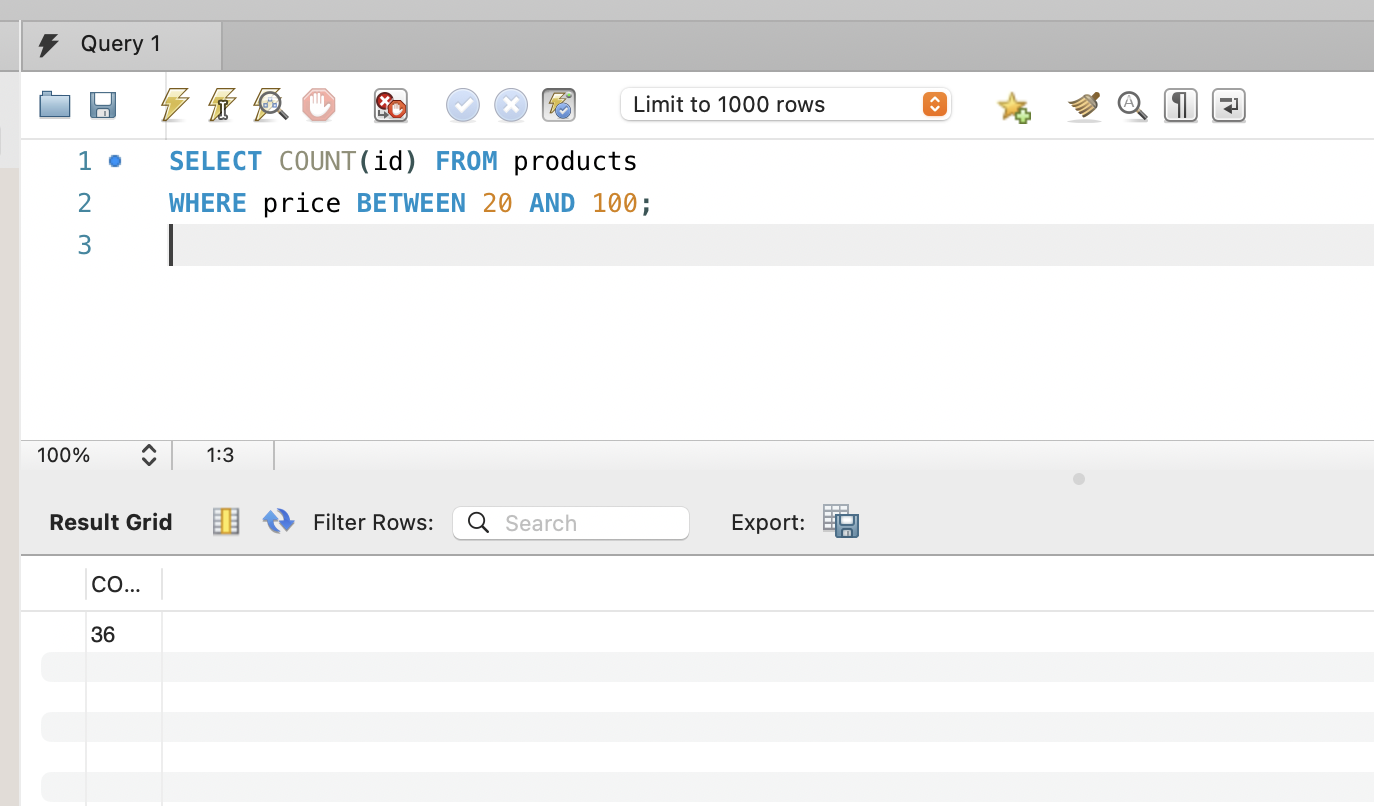 Query 1
Limit to 1000 rows
1 SELECT COUNT(id) FROM products
2 WHERE price BETWEEN 20 AND 100;
3
100% 1:3
Result Grid Filter Rows: Search Export:
CO...
36